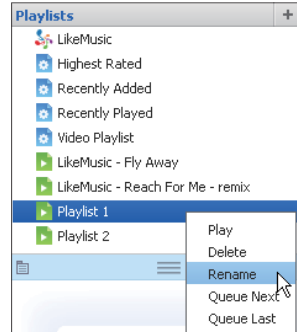 Playlists +
LikeMusic
Highest Rated
Recently Added
Recently Played
Video Playlist
LikeMusic - Fly Away
LikeMusic - Reach For Me - remix
Playlist 1
Playlist 2
Play
Delete
Rename
Queue Next
Queue Last